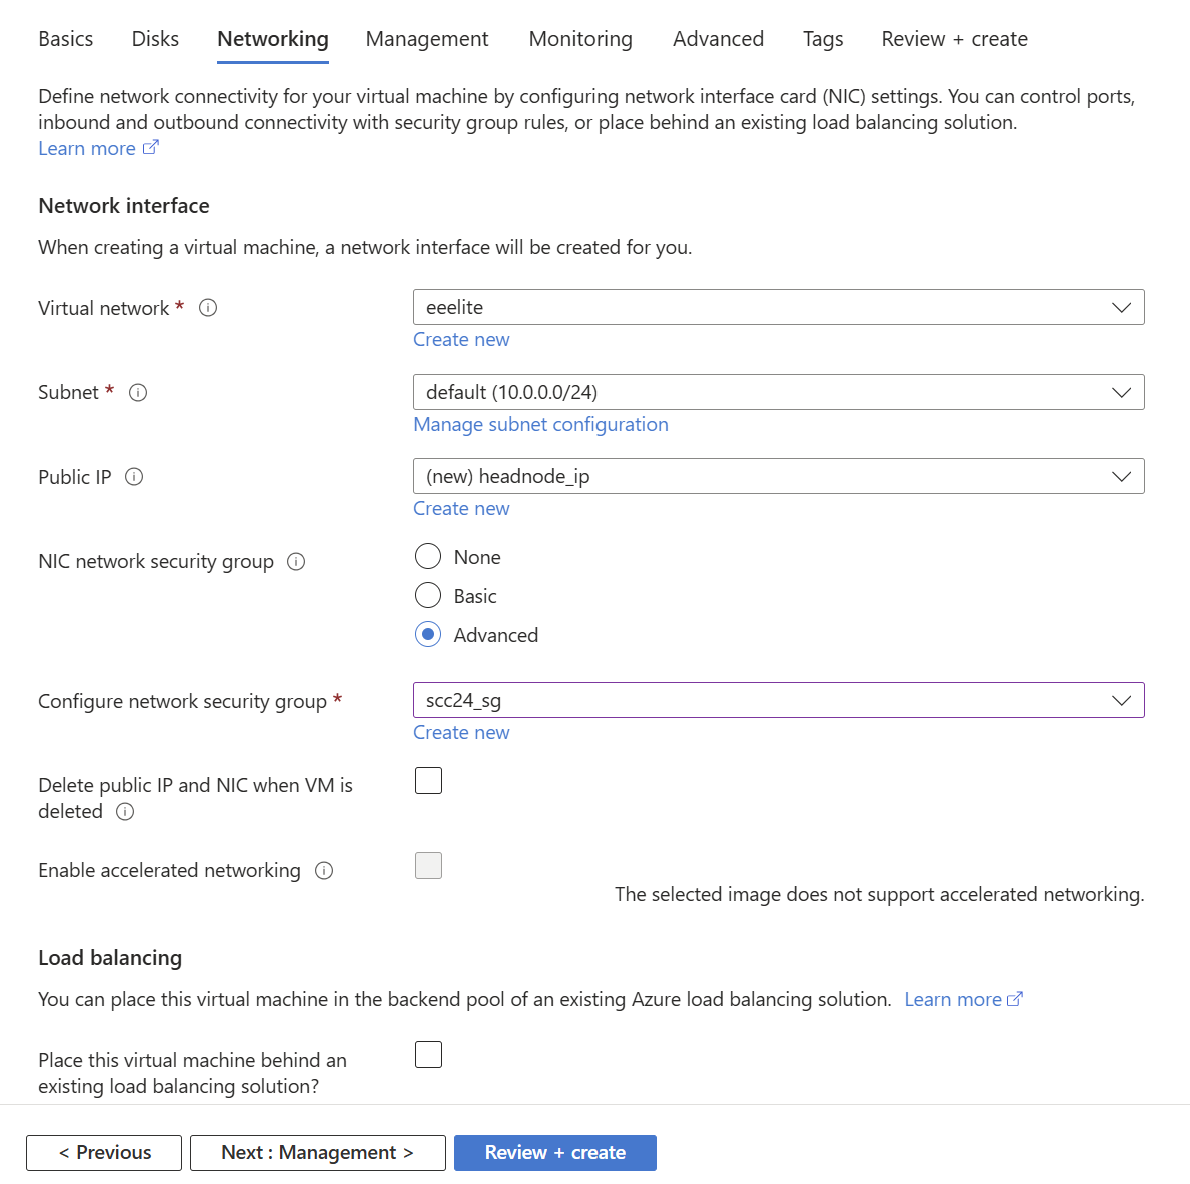 Basics Disks Networking Management Monitoring Advanced Tags Review + create
Define network connectivity for your virtual machine by configuring network interface card (NIC) settings. You can control ports,
inbound and outbound connectivity with security group rules, or place behind an existing load balancing solution.
Learn more
Network interface
When creating a virtual machine, a network interface will be created for you.
Virtual network *
eeelite
Create new
Subnet *
default (10.0.0.0/24)
Manage subnet configuration
Public IP
(new) headnode_ip
Create new
NIC network security group
None
Basic
Advanced
Configure network security group *
scc24_sg
Create new
Delete public IP and NIC when VM is
deleted
Enable accelerated networking
The selected image does not support accelerated networking.
Load balancing
You can place this virtual machine in the backend pool of an existing Azure load balancing solution. Learn more
Place this virtual machine behind an
existing load balancing solution?
< Previous
Next : Management >
Review + create